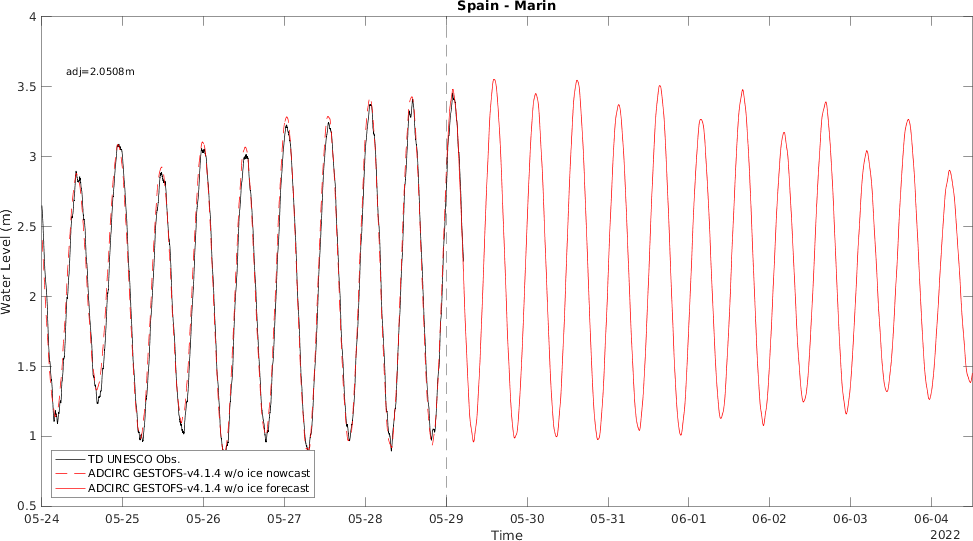 Spain - Marin
4
adj=2.0508m
3.5
3
2.5
2
1.5
1
0.5
Water Level (m)
TD UNESCO Obs.
ADCIRC GESTOFS-v4.1.4 w/o ice nowcast
ADCIRC GESTOFS-v4.1.4 w/o ice forecast
05-24 05-25 05-26 05-27 05-28 05-29 05-30 05-31 06-01 06-02 06-03 06-04
Time
2022